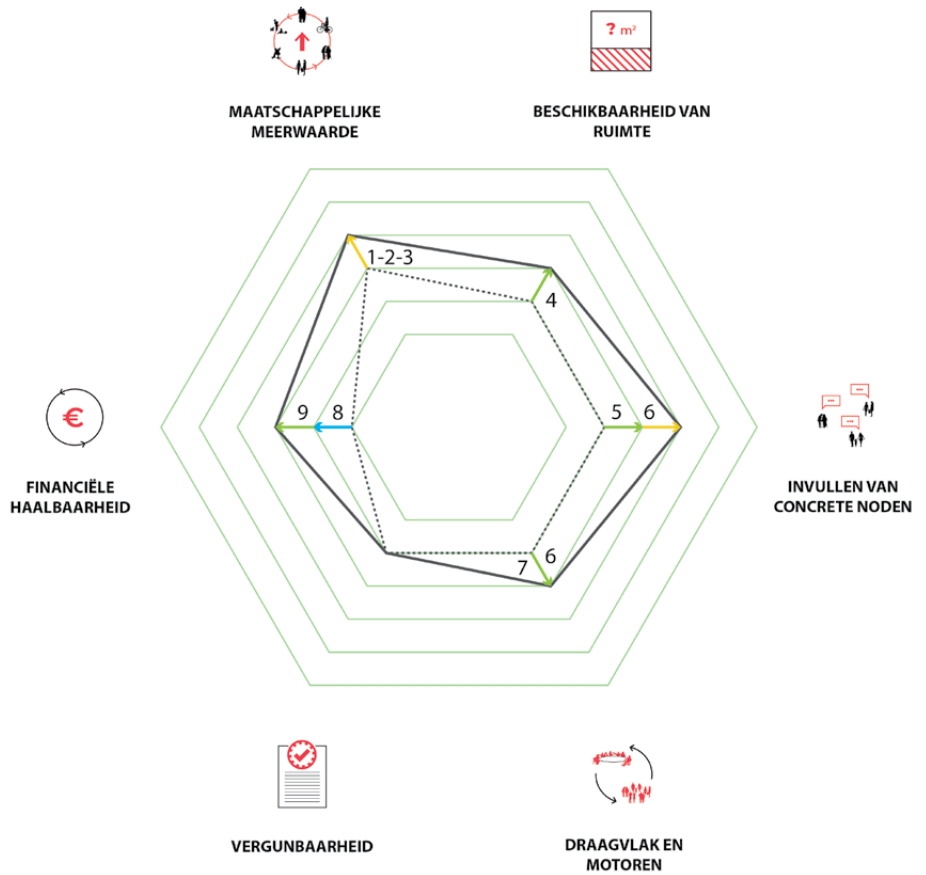 ? m²
MAATSCHAPPELIJKE
MEERWAARDE
BESCHIKBAARHEID VAN
RUIMTE
1-2-3
4
9
8
5
6
€
FINANCIËLE
HAALBAARHEID
INVULLEN VAN
CONCRETE NODEN
6
7
VERGUNBAARHEID
DRAAGVLAK EN
MOTOREN